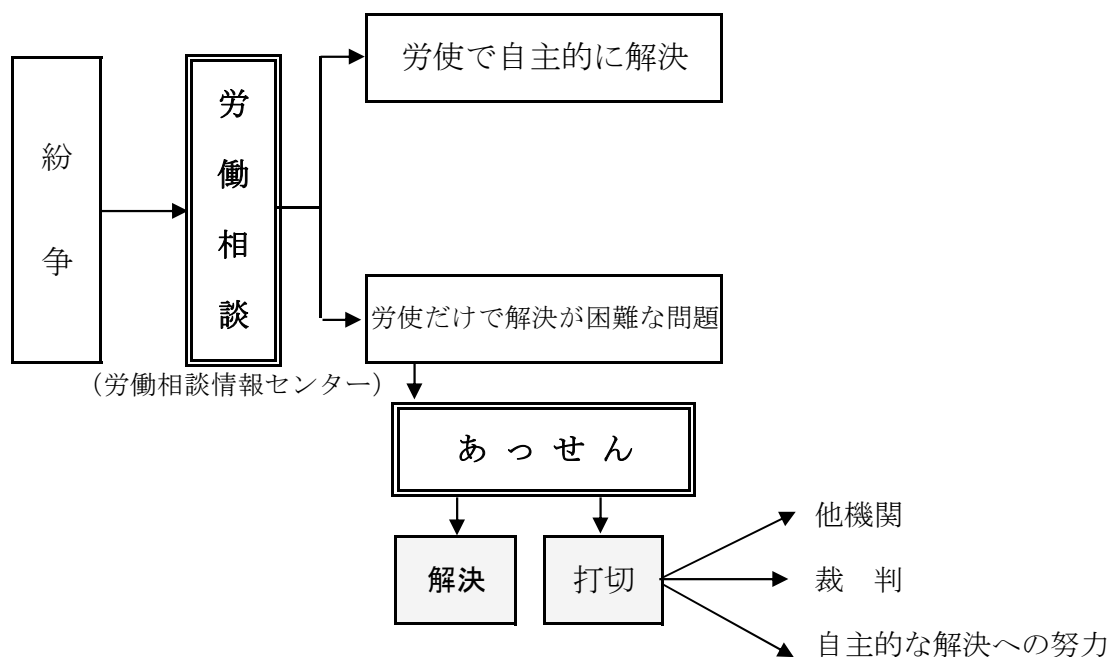 紛争
労働相談
（労働相談情報センター）
労使で自主的に解決
労使だけで解決が困難な問題
あっせん
解決
打切
他機関
裁　判
自主的な解決への努力